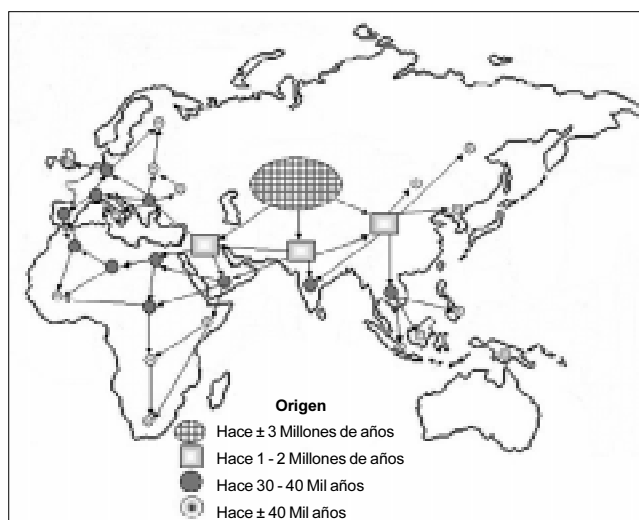 Origen
Hace ± 3 Millones de años
Hace 1 - 2 Millones de años
Hace 30 - 40 Mil años
Hace ± 40 Mil años